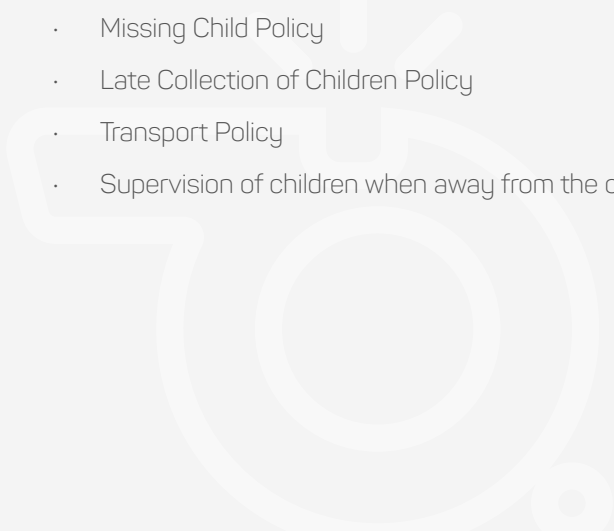 · Missing Child Policy
· Late Collection of Children Policy
· Transport Policy
· Supervision of children when away from the